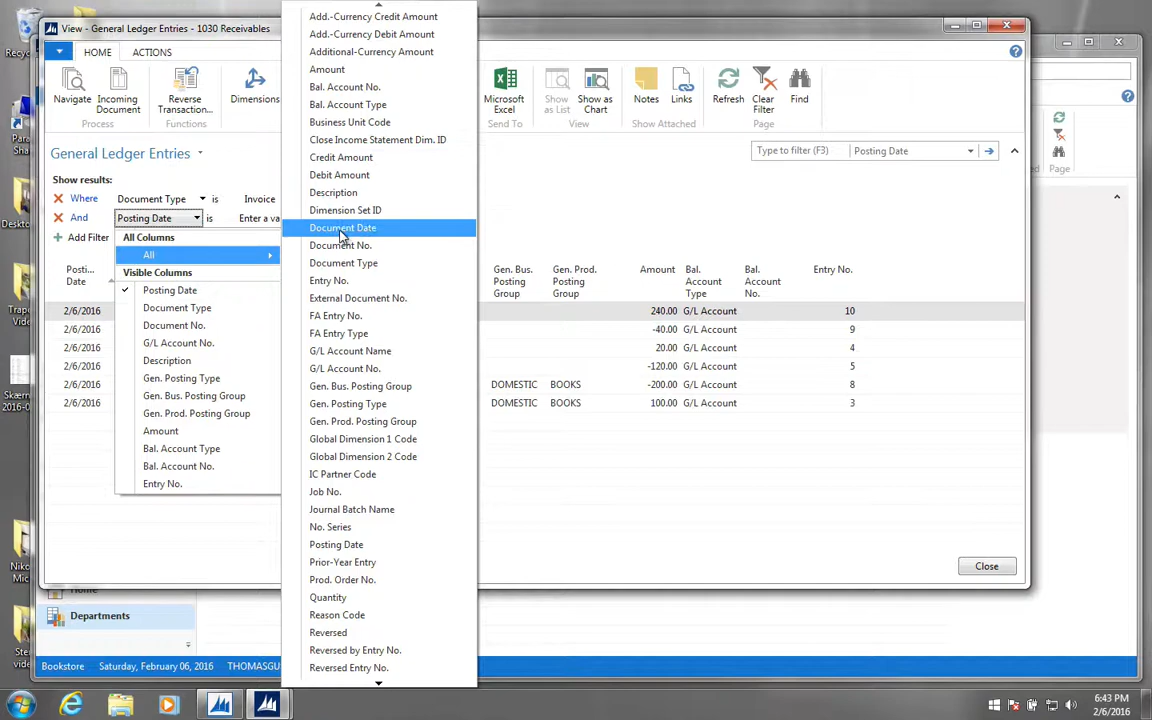 View - General Ledger Entries - 1030 Receivables
HOME
ACTIONS
Navigate
Incoming Document
Reverse Transaction...
Dimensions
Microsoft Excel
Show as List
Show as Chart
Notes
Links
Refresh
Clear Filter
Find
Process
Functions
Send To
View
Show Attached
Page
Page
General Ledger Entries
Type to filter (F3)
Posting Date
Show results:
Where
Document Type
is
Invoice
And
Posting Date
is
Enter a va
Add Filter
Posti... Date
Gen. Bus. Posting Group
Gen. Prod. Posting Group
Amount
Bal. Account Type
Bal. Account No.
Entry No.
2/6/2016 240.00 G/L Account 10
2/6/2016 -40.00 G/L Account 9
2/6/2016 20.00 G/L Account 4
2/6/2016 -120.00 G/L Account 5
2/6/2016 DOMESTIC BOOKS -200.00 G/L Account 8
2/6/2016 DOMESTIC BOOKS 100.00 G/L Account 3
All Columns
All
Visible Columns
Posting Date
Document Type
Document No.
G/L Account No.
Description
Gen. Posting Type
Gen. Bus. Posting Group
Gen. Prod. Posting Group
Amount
Bal. Account Type
Bal. Account No.
Entry No.
Add.-Currency Credit Amount
Add.-Currency Debit Amount
Additional-Currency Amount
Amount
Bal. Account No.
Bal. Account Type
Business Unit Code
Close Income Statement Dim. ID
Credit Amount
Debit Amount
Description
Dimension Set ID
Document Date
Document No.
Document Type
Entry No.
External Document No.
FA Entry No.
FA Entry Type
G/L Account Name
G/L Account No.
Gen. Bus. Posting Group
Gen. Posting Type
Gen. Prod. Posting Group
Global Dimension 1 Code
Global Dimension 2 Code
IC Partner Code
Job No.
Journal Batch Name
No. Series
Posting Date
Prior-Year Entry
Prod. Order No.
Quantity
Reason Code
Reversed
Reversed by Entry No.
Reversed Entry No.
Close
Home
Departments
Bookstore
Saturday, February 06, 2016
THOMASGU
6:43 PM
2/6/2016